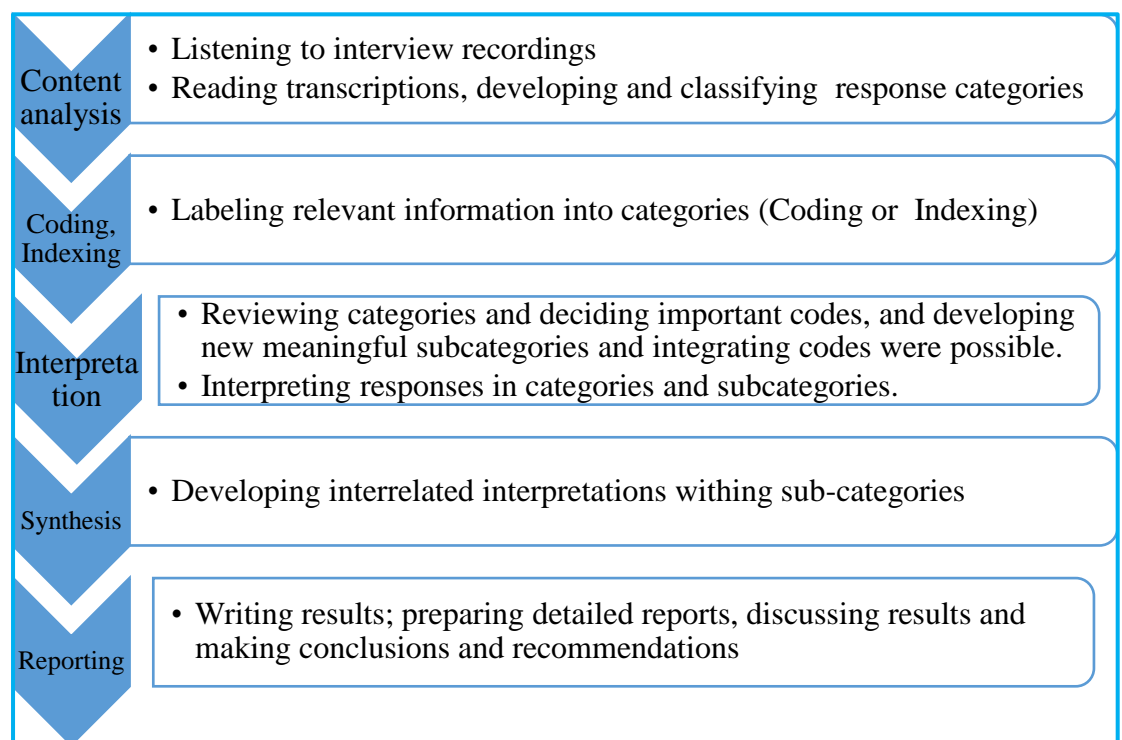 Content
analysis
• Listening to interview recordings
• Reading transcriptions, developing and classifying response categories
Coding,
Indexing
• Labeling relevant information into categories (Coding or Indexing)
Interpreta
tion
• Reviewing categories and deciding important codes, and developing
new meaningful subcategories and integrating codes were possible.
• Interpreting responses in categories and subcategories.
Synthesis
• Developing interrelated interpretations withing sub-categories
Reporting
• Writing results; preparing detailed reports, discussing results and
making conclusions and recommendations